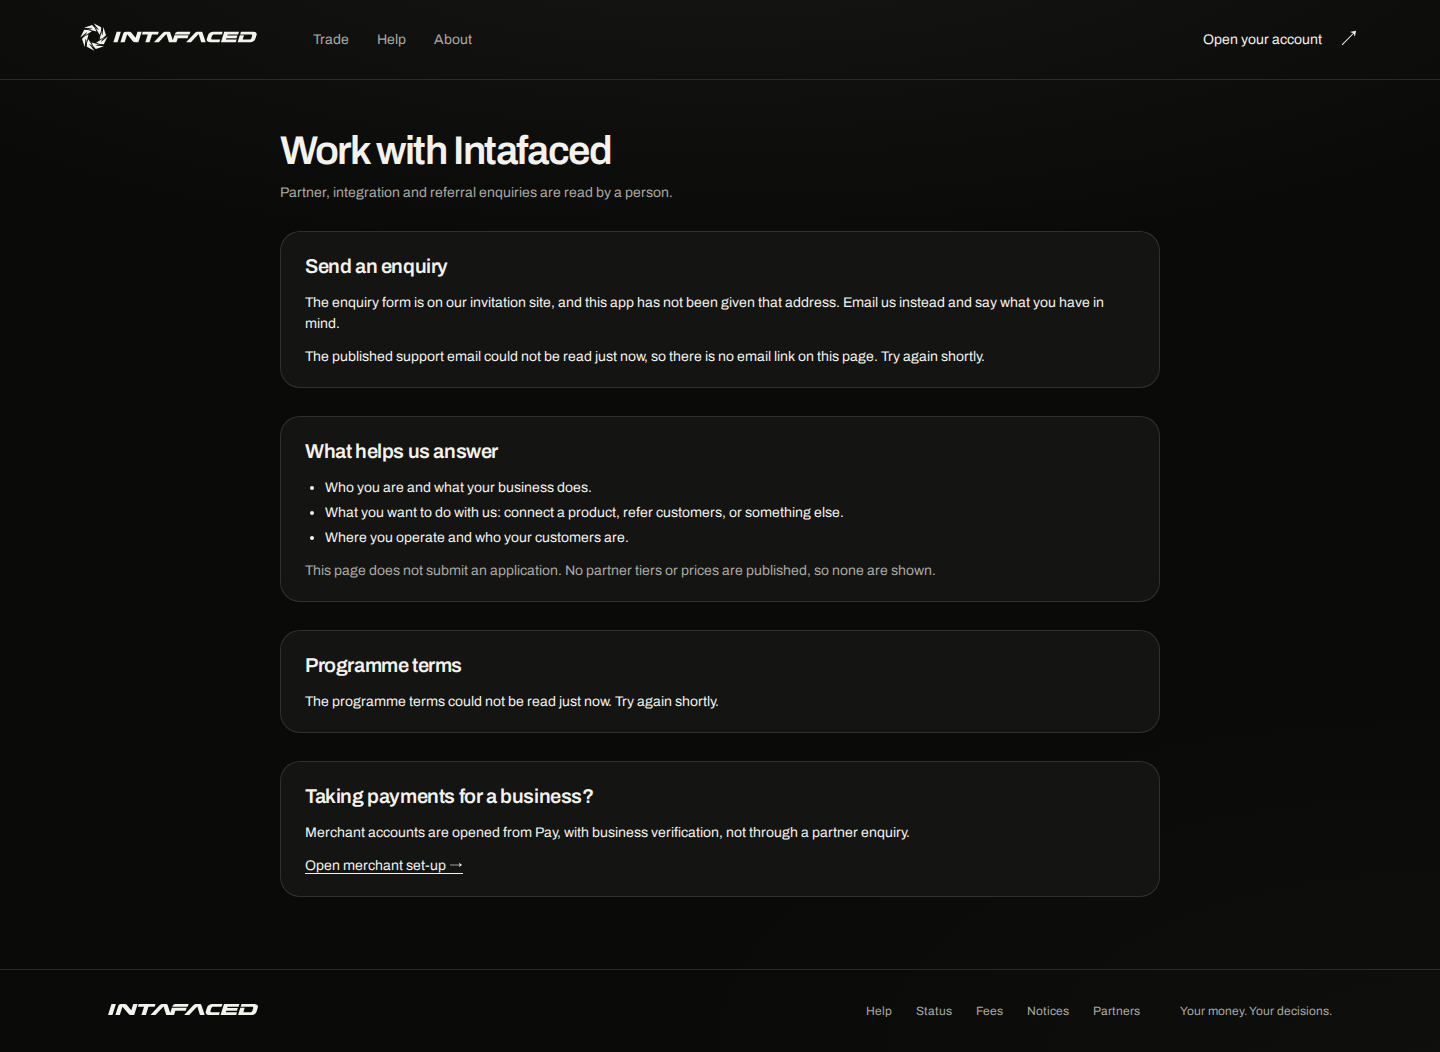 INTAFACED
Trade
Help
About
Open your account
Work with Intafaced
Partner, integration and referral enquiries are read by a person.
Send an enquiry
The enquiry form is on our invitation site, and this app has not been given that address. Email us instead and say what you have in
mind.
The published support email could not be read just now, so there is no email link on this page. Try again shortly.
What helps us answer
• Who you are and what your business does.
• What you want to do with us: connect a product, refer customers, or something else.
• Where you operate and who your customers are.
This page does not submit an application. No partner tiers or prices are published, so none are shown.
Programme terms
The programme terms could not be read just now. Try again shortly.
Taking payments for a business?
Merchant accounts are opened from Pay, with business verification, not through a partner enquiry.
Open merchant set-up →
INTAFACED
Help
Status
Fees
Notices
Partners
Your money. Your decisions.